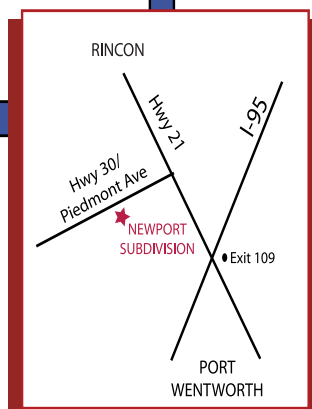 RINCON
Hwy 21
I-95
Hwy 30/
Piedmont Ave
NEWPORT
SUBDIVISION
Exit 109
PORT
WENTWORTH